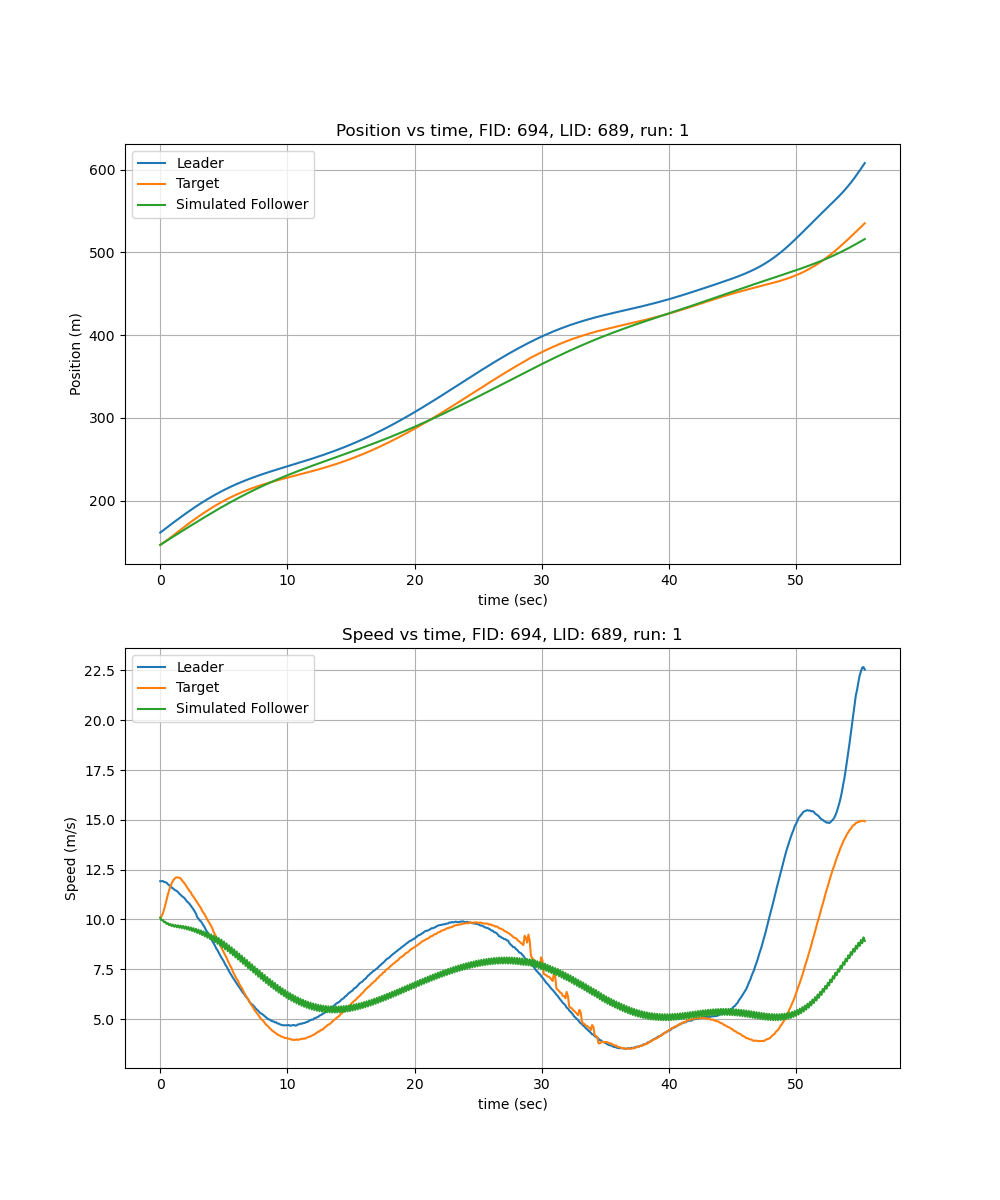 Position vs time, FID: 694, LID: 689, run: 1
Leader
Target
Simulated Follower
600
500
400
300
200
Position (m)
0 10 20 30 40 50
time (sec)
Speed vs time, FID: 694, LID: 689, run: 1
Leader
Target
Simulated Follower
22.5
20.0
17.5
15.0
12.5
10.0
7.5
5.0
Speed (m/s)
0 10 20 30 40 50
time (sec)